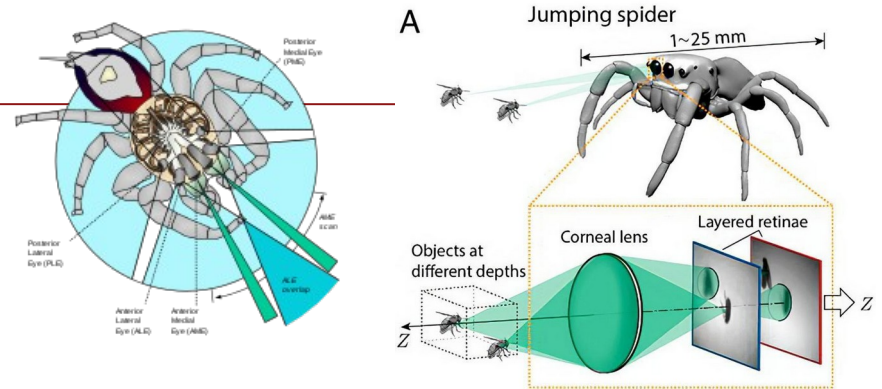 Posterior
Medial Eye
(PME)
AME
scan
ALE
overlap
Posterior
Lateral
Eye (PLE)
Anterior
Lateral
Eye (ALE)
Anterior
Medial
Eye (AME)
A
Jumping spider
1~25 mm
Objects at
different depths
Corneal lens
Layered retinae
Z
Z